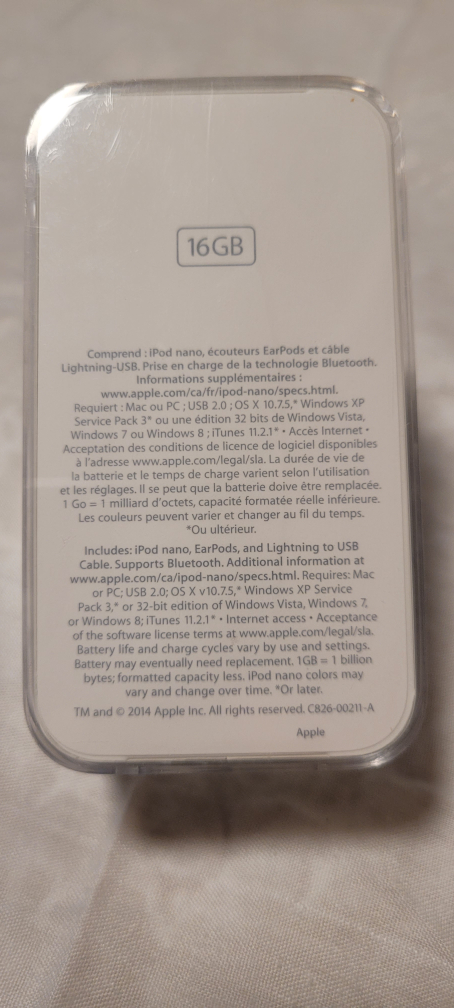 16GB
Comprend : iPod nano, écouteurs EarPods et câble
Lightning-USB. Prise en charge de la technologie Bluetooth.
Informations supplémentaires :
www.apple.com/ca/fr/ipod-nano/specs.html.
Requiert : Mac ou PC ; USB 2.0 ; OS X 10.7.5,* Windows XP
Service Pack 3* ou une édition 32 bits de Windows Vista,
Windows 7 ou Windows 8 ; iTunes 11.2.1* • Accès Internet •
Acceptation des conditions de licence de logiciel disponibles
à l'adresse www.apple.com/legal/sla. La durée de vie de
la batterie et le temps de charge varient selon l'utilisation
et les réglages. Il se peut que la batterie doive être remplacée.
1 Go = 1 milliard d'octets, capacité formatée réelle inférieure.
Les couleurs peuvent varier et changer au fil du temps.
*Ou ultérieur.
Includes: iPod nano, EarPods, and Lightning to USB
Cable. Supports Bluetooth. Additional information at
www.apple.com/ca/ipod-nano/specs.html. Requires: Mac
or PC; USB 2.0; OS X v10.7.5,* Windows XP Service
Pack 3,* or 32-bit edition of Windows Vista, Windows 7,
or Windows 8; iTunes 11.2.1* • Internet access • Acceptance
of the software license terms at www.apple.com/legal/sla.
Battery life and charge cycles vary by use and settings.
Battery may eventually need replacement. 1GB = 1 billion
bytes; formatted capacity less. iPod nano colors may
vary and change over time. *Or later.
TM and © 2014 Apple Inc. All rights reserved. C826-00211-A
Apple